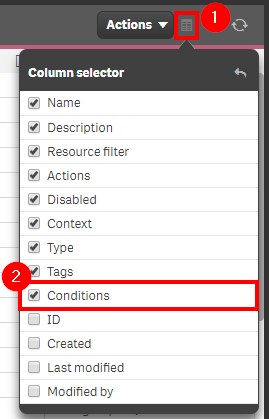 Actions
1
Column selector
Name
Description
Resource filter
Actions
Disabled
Context
Type
Tags
2
Conditions
ID
Created
Last modified
Modified by